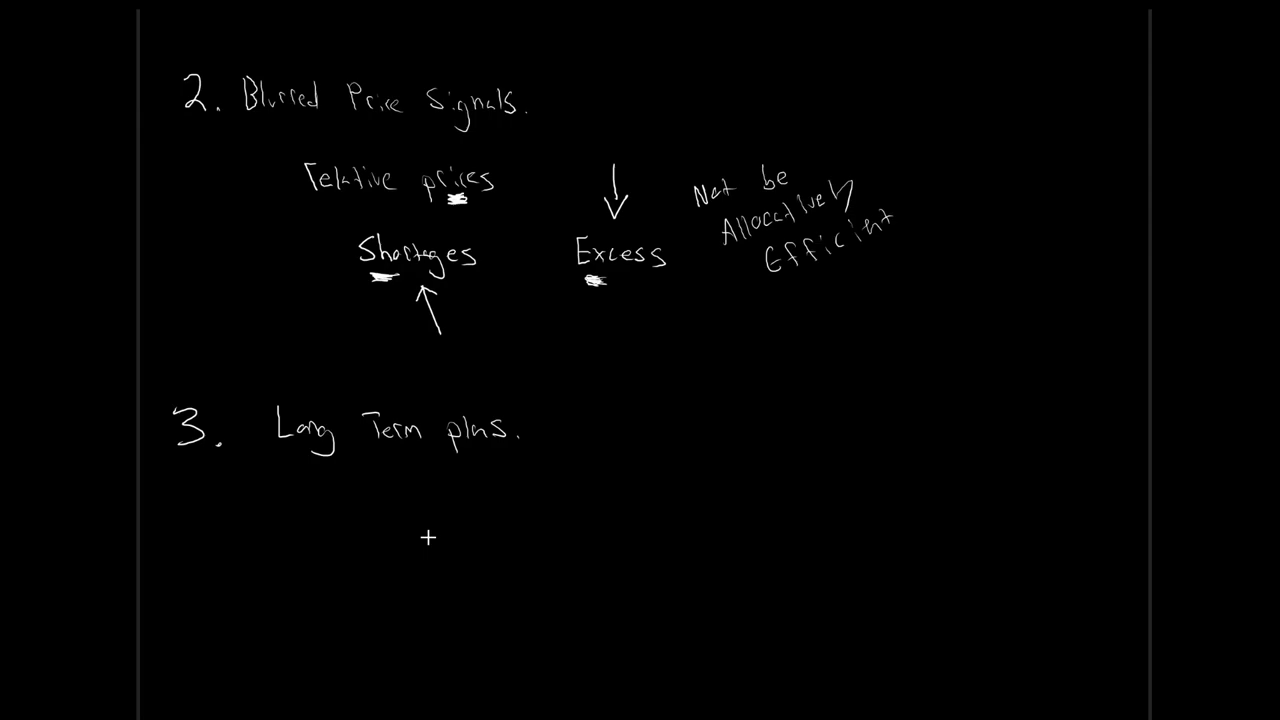 2. Blurred Price Signals.
relative prices
Shortages Excess
Not be
Allocatively
Efficient
3. Long Term plans.